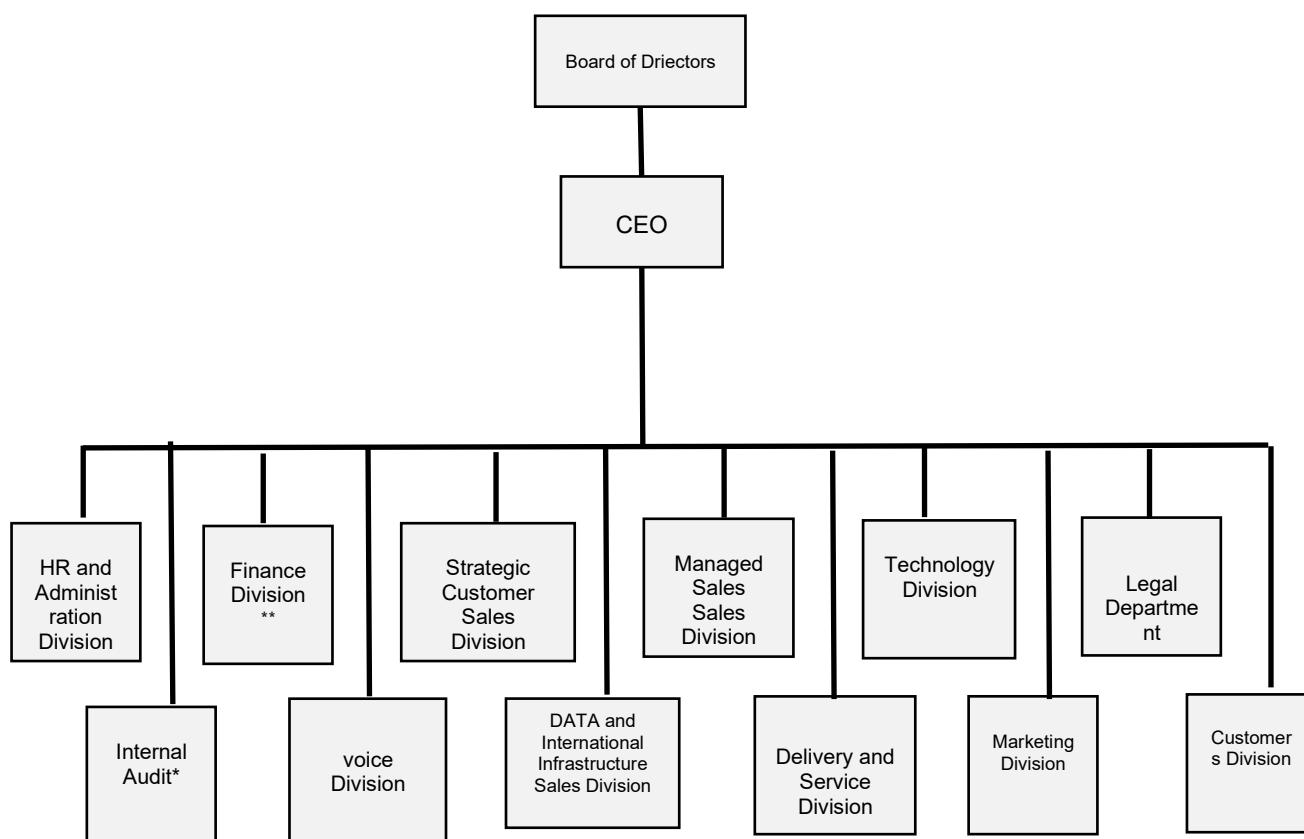 Board of Driectors
CEO
HR and
Administ
ration
Division
Finance
Division
**
Strategic
Customer
Sales
Division
Managed
Sales
Sales
Division
Technology
Division
Legal
Departme
nt
Internal
Audit*
voice
Division
DATA and
International
Infrastructure
Sales Division
Delivery and
Service
Division
Marketing
Division
Customer
s Division